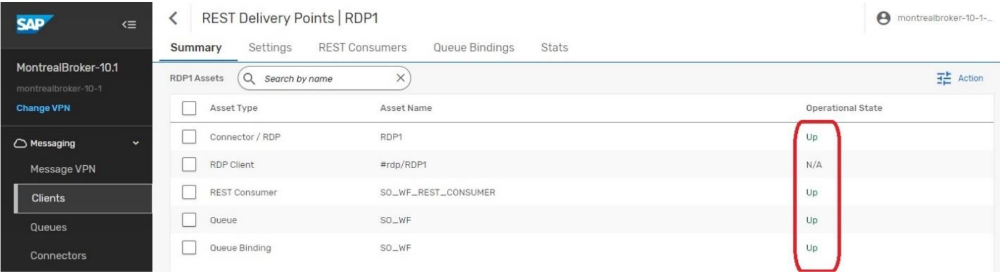 SAP
REST Delivery Points | RDP1
montrealbroker-10-1-...
Summary Settings REST Consumers Queue Bindings Stats
MontrealBroker-10.1
montrealbroker-10-1
Change VPN
RDP1 Assets Search by name Action
Asset Type Asset Name Operational State
Connector / RDP RDP1 Up
RDP Client #rdp/RDP1 N/A
REST Consumer SO_WF_REST_CONSUMER Up
Queue SO_WF Up
Queue Binding SO_WF Up
Messaging
Message VPN
Clients
Queues
Connectors